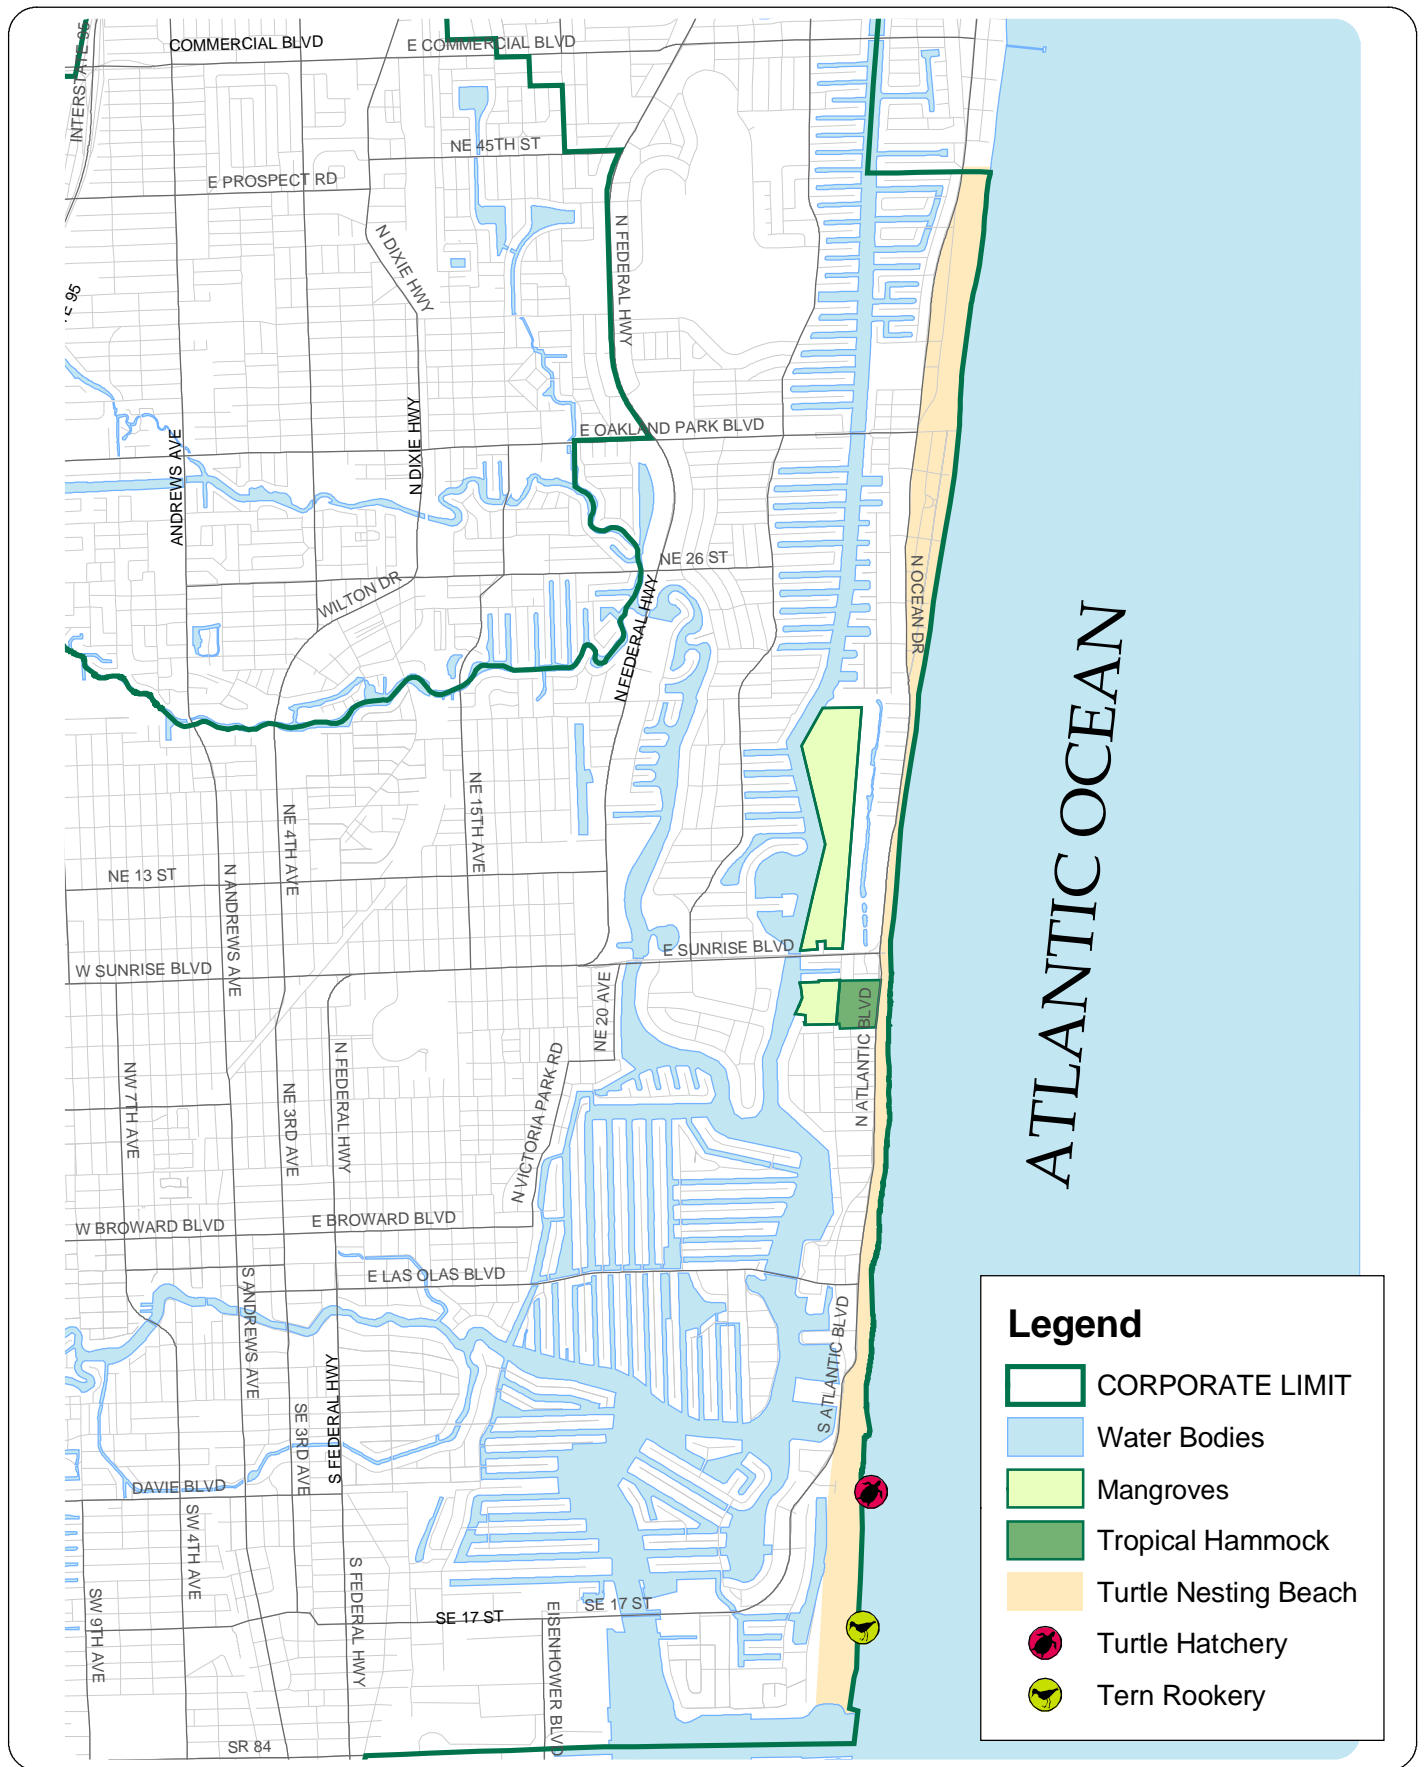 INTERSTATE 95
COMMERCIAL BLVD
E COMMERCIAL BLVD
NE 45TH ST
E PROSPECT RD
N DIXIE HWY
N FEDERAL HWY
E 95
E OAKLAND PARK BLVD
ANDREWS AVE
N DIXIE HWY
NE 26 ST
N OCEAN DR
WILTON DR
N FEDERAL HWY
ATLANTIC OCEAN
NE 4TH AVE
NE 15TH AVE
NE 13 ST
N ANDREWS AVE
E SUNRISE BLVD
W SUNRISE BLVD
NE 20 AVE
N ATLANTIC BLVD
N FEDERAL HWY
N VICTORIA PARK RD
NW 7TH AVE
NE 3RD AVE
W BROWARD BLVD
E BROWARD BLVD
E LAS OLAS BLVD
S ANDREWS AVE
S ATLANTIC BLVD
S FEDERAL HWY
SE 3RD AVE
DAVIE BLVD
SW 4TH AVE
S FEDERAL HWY
SW 9TH AVE
SE 17 ST
SE 17 ST
EISENHOWER BLVD
SR 84
Legend
CORPORATE LIMIT
Water Bodies
Mangroves
Tropical Hammock
Turtle Nesting Beach
Turtle Hatchery
Tern Rookery